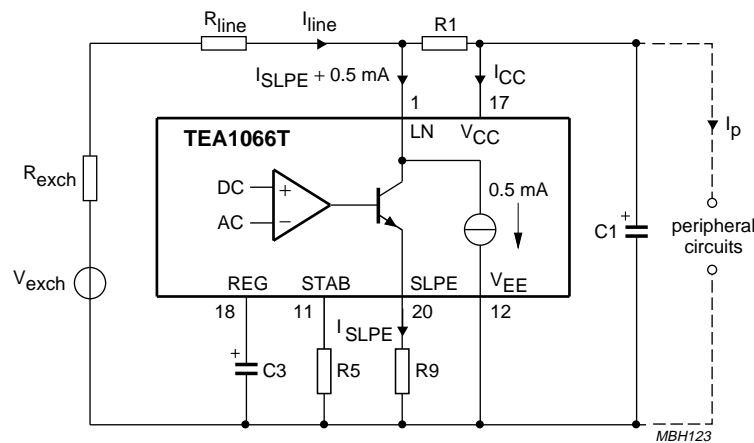 Rline
Iline
R1
ISLPE + 0.5 mA
ICC
1
17
LN
VCC
TEA1066T
Ip
Rexch
DC
+
0.5 mA
AC
−
+
C1
peripheral
circuits
Vexch
REG
STAB
SLPE
VEE
18
11
20
12
ISLPE
+
C3
R5
R9
MBH123